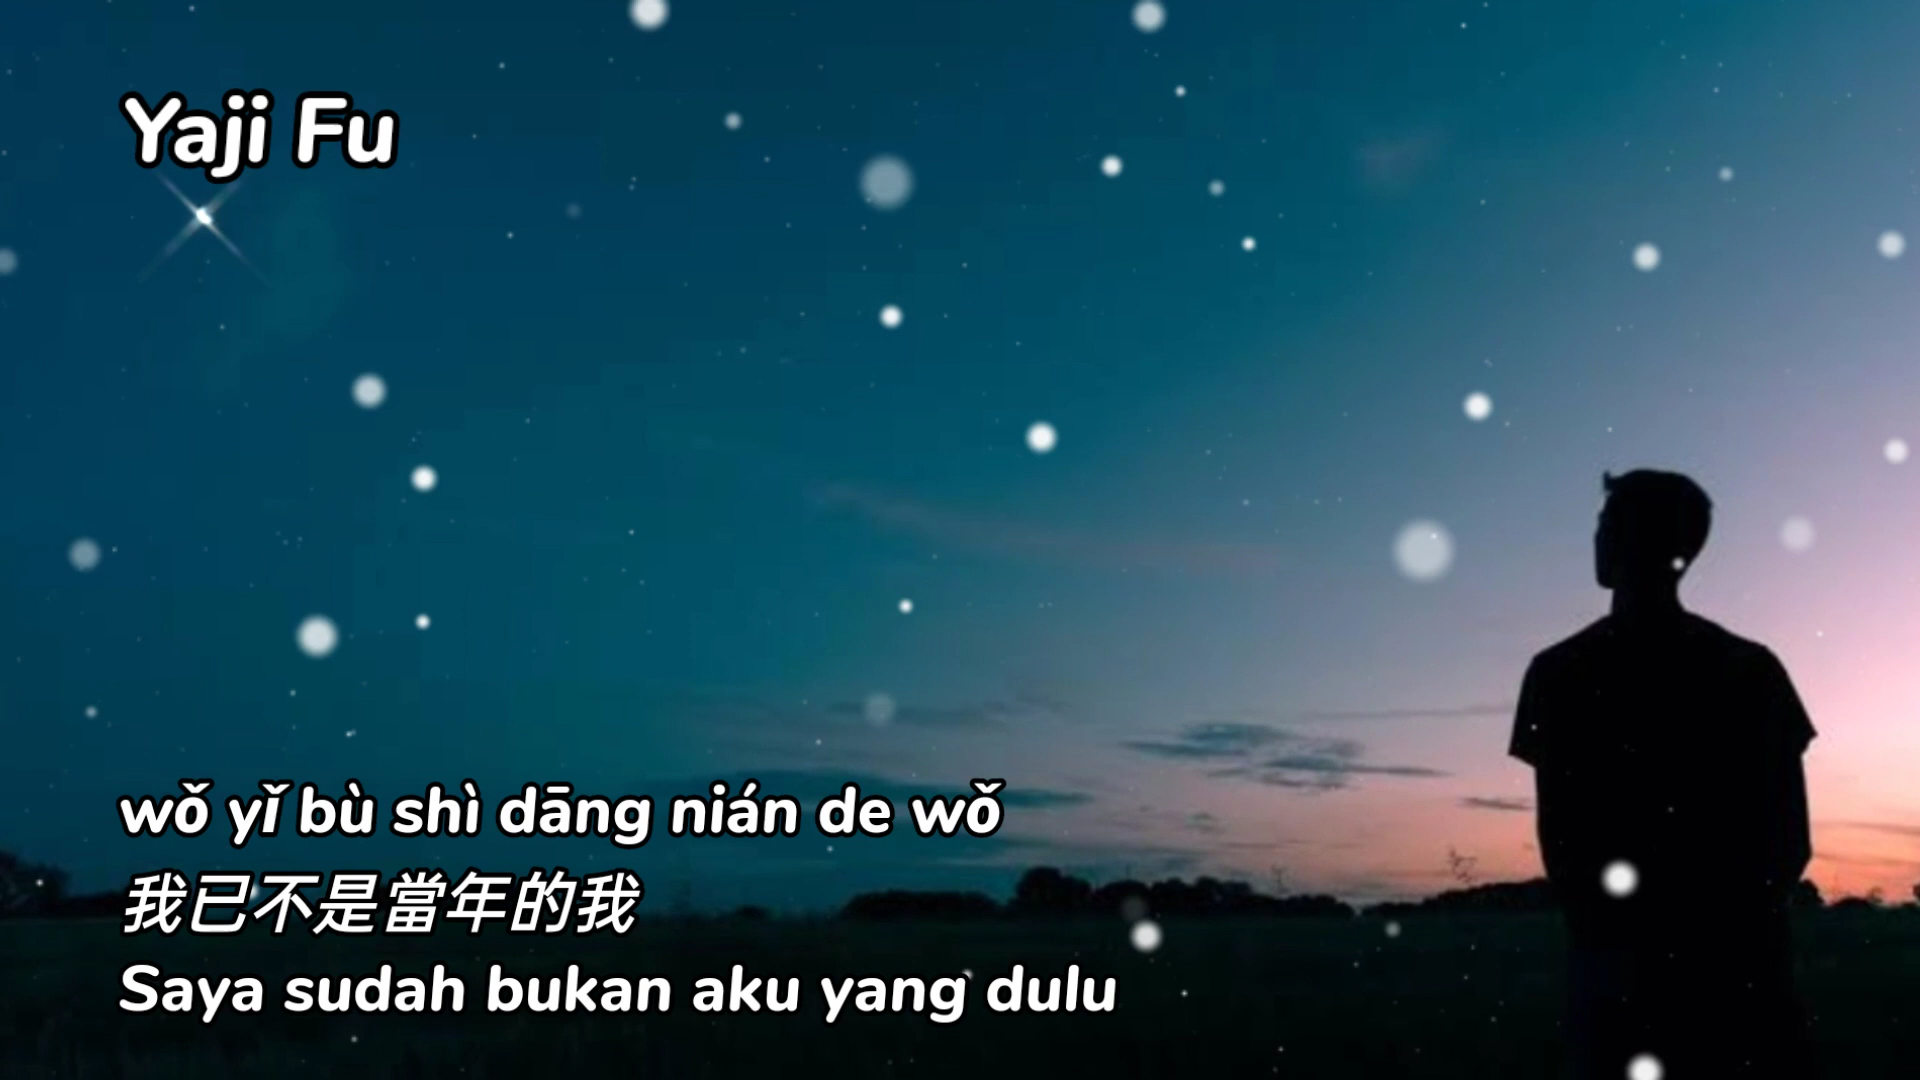 Yaji Fu
wǒ yǐ bù shì dāng nián de wǒ
我已不是當年的我
Saya sudah bukan aku yang dulu